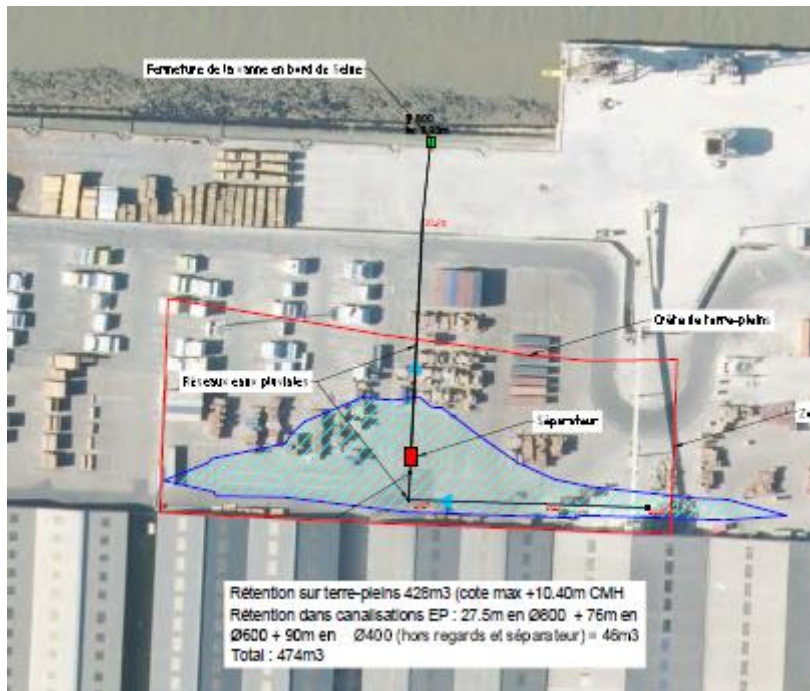 Fermeture de la vanne en bord de Seine
Crête de terre-pleins
Réseaux eaux pluviales
Séparateur
Rétention sur terre-pleins 428m3 (cote max +10.40m CMH
Rétention dans canalisations EP : 27.5m en Ø800 + 76m en
Ø600 + 90m en Ø400 (hors regards et séparateur) = 46m3
Total : 474m3